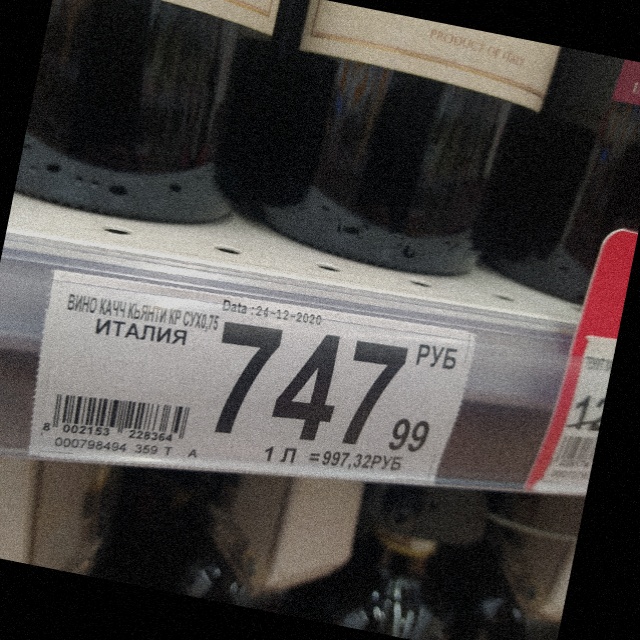 PRODUCT OF ITALY
ВИНО КАЧЧ КЬЯНТИ КР СУХ0,75
ИТАЛИЯ
Data :24-12-2020
747
99
РУБ
8 002153 228364
000798494 359 Т А
1 Л =997,32РУБ